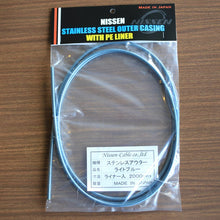 MADE IN JAPAN
NISSEN
NISSEN
STAINLESS STEEL OUTER CASING
WITH PE LINER
Nissen Cable co.,ltd
ステンレスアウター
ライトブルー
ライナー入 2000
MADE IN JAPAN